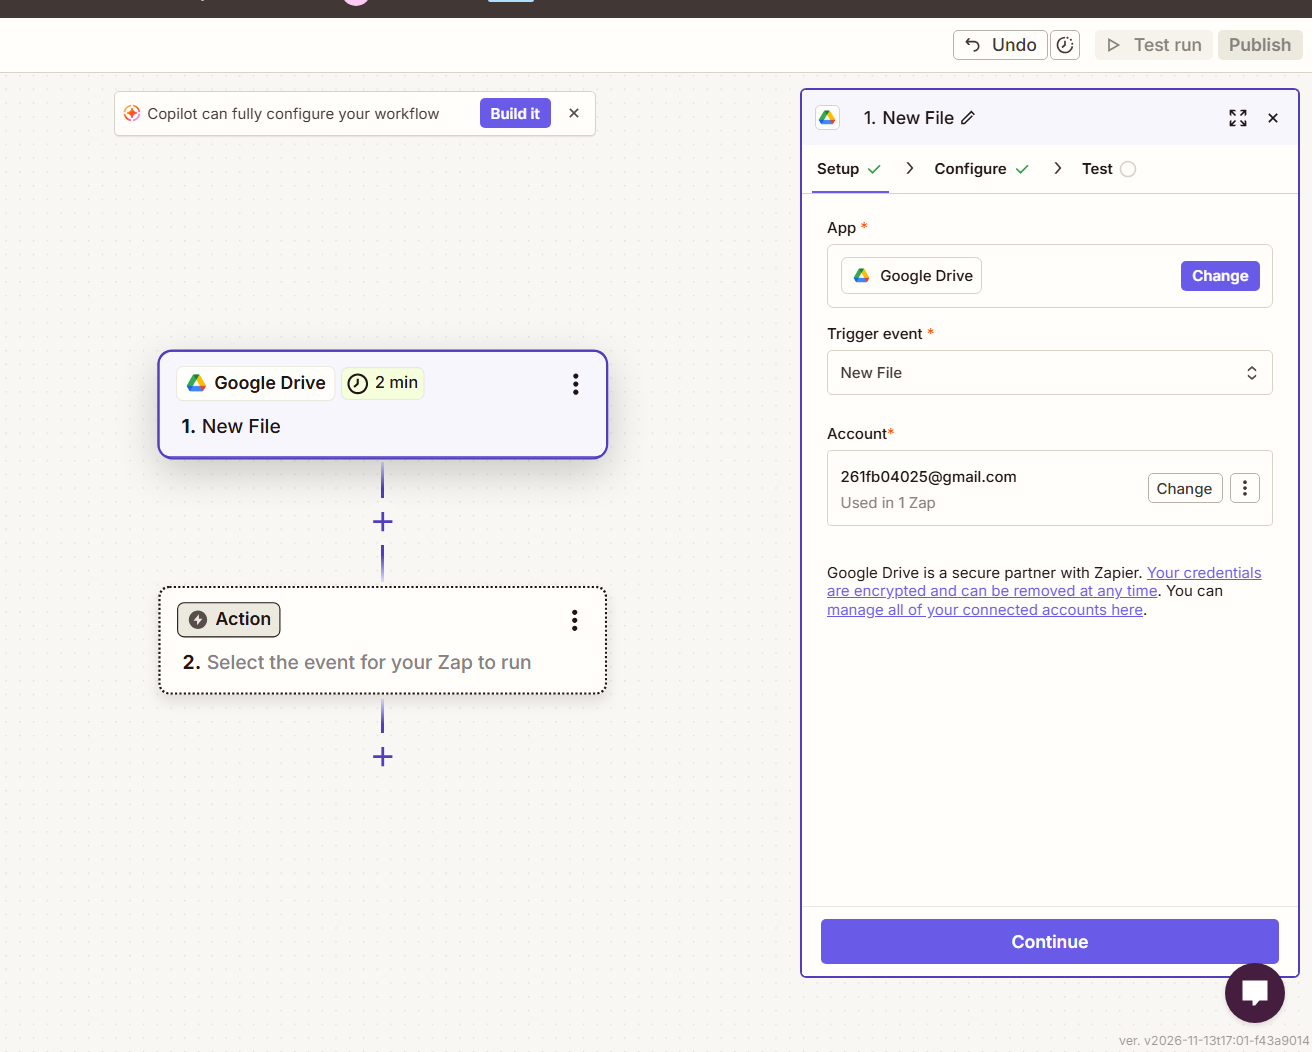 Undo
Test run
Publish
Copilot can fully configure your workflow
Build it
1. New File
Setup
Configure
Test
App *
Google Drive
Change
Trigger event *
New File
Account*
261fb04025@gmail.com
Used in 1 Zap
Change
Google Drive is a secure partner with Zapier. Your credentials
are encrypted and can be removed at any time. You can
manage all of your connected accounts here.
Continue
Google Drive
2 min
1. New File
Action
2. Select the event for your Zap to run
ver. v2026-11-13t17:01-f43a9014